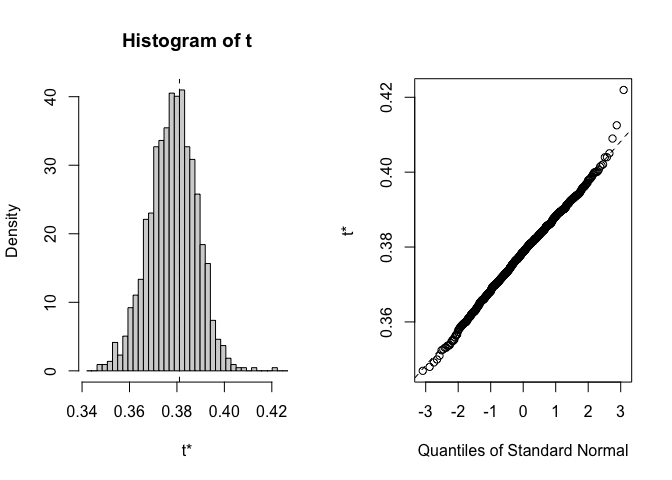 Histogram of t
Density
0
10
20
30
40
0.34 0.36 0.38 0.40 0.42
t*
t*
0.36 0.38 0.40 0.42
-3 -2 -1 0 1 2 3
Quantiles of Standard Normal